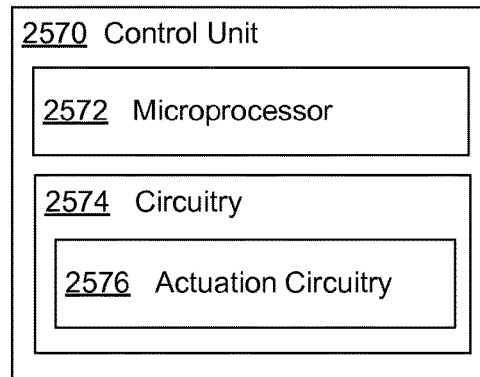 2570 Control Unit
2572 Microprocessor
2574 Circuitry
2576 Actuation Circuitry